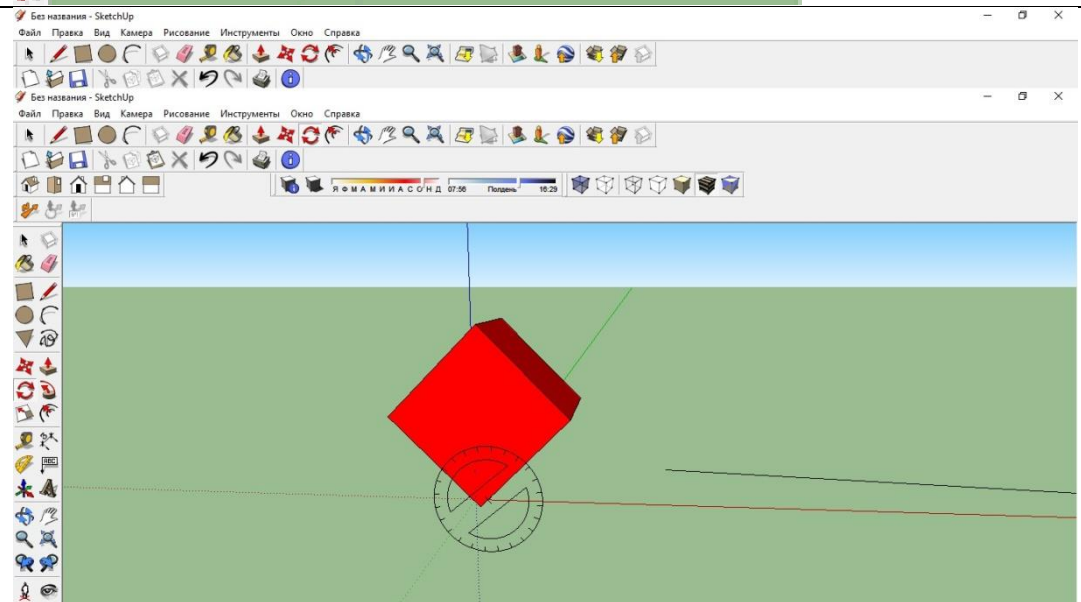 Без названия - SketchUp
Файл Правка Вид Камера Рисование Инструменты Окно Справка
Без названия - SketchUp
Файл Правка Вид Камера Рисование Инструменты Окно Справка
Я Ф М А М И И А С О Н Д 07:56 Полдень 16:29
ABC